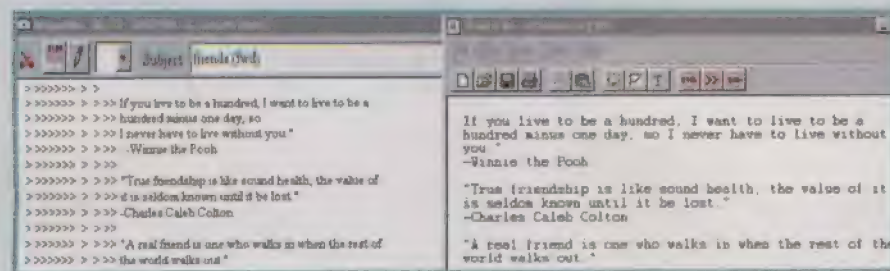 Subject friends (fwd)
> >>>>>> > >
> >>>>>> > > >> If you live to be a hundred, I want to live to be a
> >>>>>> > > >> hundred minus one day, so
> >>>>>> > > >> I never have to live without you."
> >>>>>> > > >> -Winnie the Pooh
> >>>>>> > > >>
> >>>>>> > > >> "True friendship is like sound health, the value of
> >>>>>> > > >> it is seldom known until it be lost."
> >>>>>> > > >> -Charles Caleb Colton
> >>>>>> > > >>
> >>>>>> > > >> "A real friend is one who walks in when the rest of
> >>>>>> > > >> the world walks out."
If you live to be a hundred, I want to live to be a
hundred minus one day, so I never have to live without
you."
-Winnie the Pooh
"True friendship is like sound health, the value of it
is seldom known until it be lost."
-Charles Caleb Colton
"A real friend is one who walks in when the rest of the
world walks out."